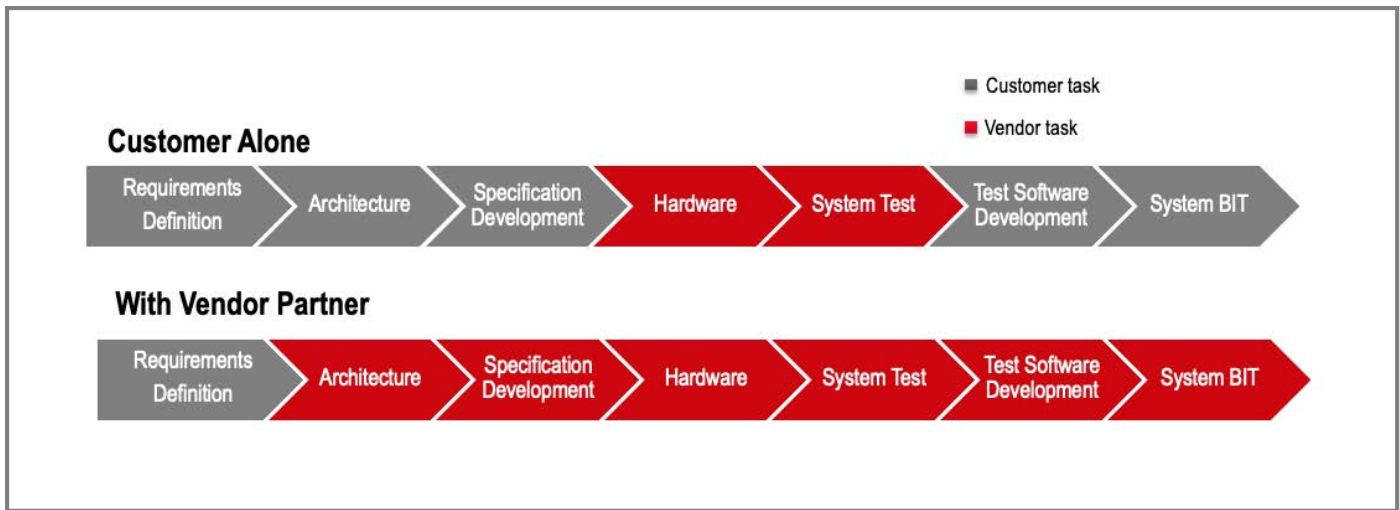 Customer task
Vendor task
Customer Alone
Requirements
Definition
Architecture
Specification
Development
Hardware
System Test
Test Software
Development
System BIT
With Vendor Partner
Requirements
Definition
Architecture
Specification
Development
Hardware
System Test
Test Software
Development
System BIT